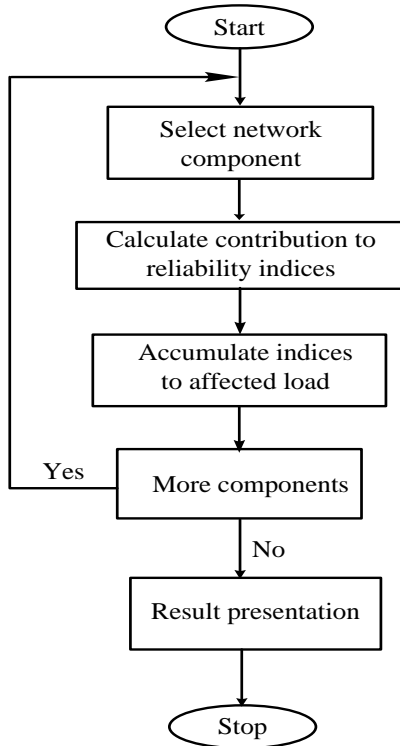 Start
Select network
component
Calculate contribution to
reliability indices
Accumulate indices
to affected load
Yes
More components
No
Result presentation
Stop